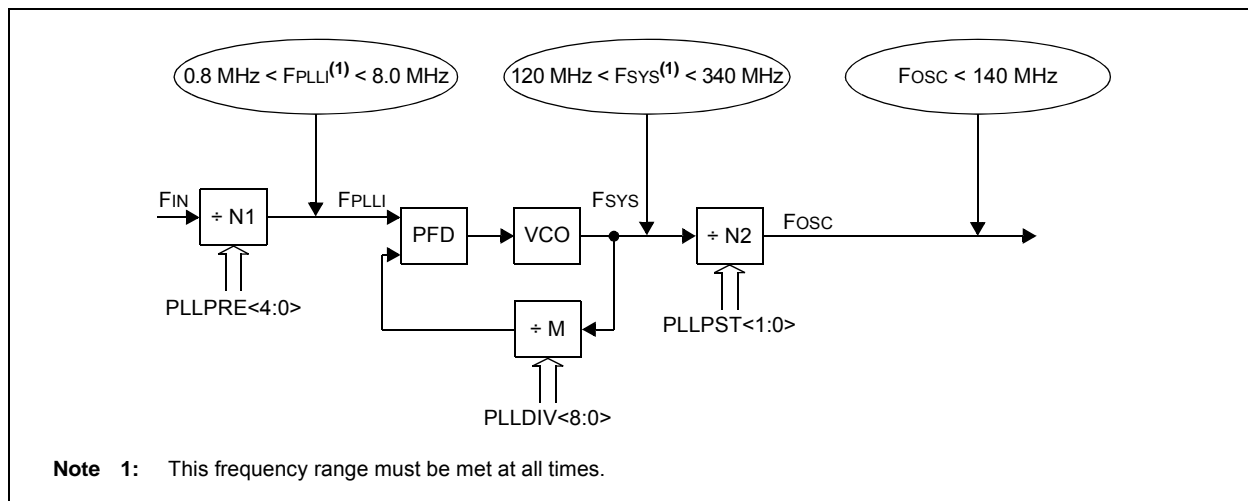 0.8 MHz < FPLLI(1) < 8.0 MHz
120 MHz < FSYS(1) < 340 MHz
FOSC < 140 MHz
FIN
÷ N1
FPLLI
PFD
VCO
FSYS
÷ N2
FOSC
PLLPRE<4:0>
÷ M
PLLPST<1:0>
PLLDIV<8:0>
Note 1: This frequency range must be met at all times.